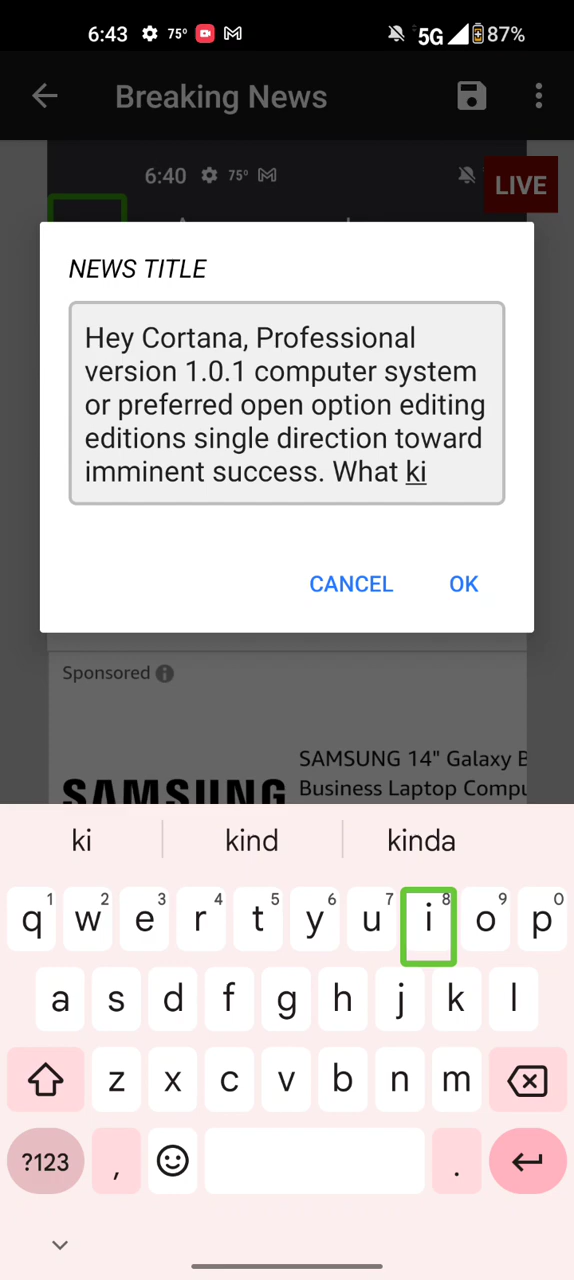 6:43 75° 5G 87%
Breaking News
6:40 75°
LIVE
NEWS TITLE
Hey Cortana, Professional
version 1.0.1 computer system
or preferred open option editing
editions single direction toward
imminent success. What ki
CANCEL OK
Sponsored
SAMSUNG 14" Galaxy B
Business Laptop Compu
SAMSUNG
ki kind kinda
1 2 3 4 5 6 7 8 9 0
q w e r t y u i o p
a s d f g h j k l
z x c v b n m
?123 , .